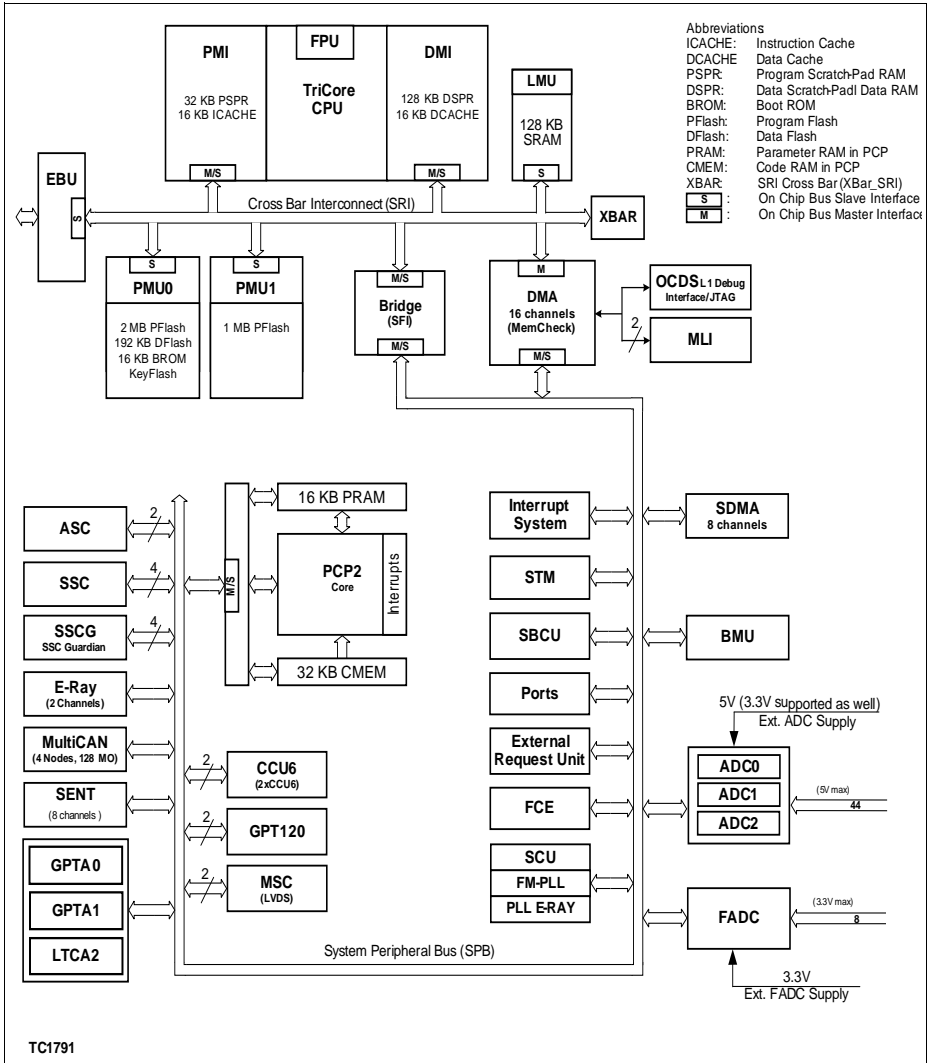 PMI
32 KB PSPR
16 KB ICACHE
M/S
FPU
TriCore
CPU
DMI
128 KB DSPR
16 KB DCACHE
M/S
LMU
128 KB
SRAM
S
Abbreviations:
ICACHE: Instruction Cache
DCACHE Data Cache
PSPR: Program Scratch-Pad RAM
DSPR: Data Scratch-Padl Data RAM
BROM: Boot ROM
PFlash: Program Flash
DFlash: Data Flash
PRAM: Parameter RAM in PCP
CMEM: Code RAM in PCP
XBAR: SRI Cross Bar (XBar_SRI)
S : On Chip Bus Slave Interface
M : On Chip Bus Master Interface
EBU
S
Cross Bar Interconnect (SRI)
XBAR
S
PMU0
2 MB PFlash
192 KB DFlash
16 KB BROM
KeyFlash
S
PMU1
1 MB PFlash
M/S
Bridge
(SFI)
M/S
M
DMA
16 channels
(MemCheck)
M/S
OCDS L1 Debug
Interface/JTAG
2
MLI
ASC
2
SSC
4
SSCG
SSC Guardian
4
E-Ray
(2 Channels)
MultiCAN
(4 Nodes, 128 MO)
SENT
(8 channels )
GPTA0
GPTA1
LTCA2
M/S
16 KB PRAM
PCP2
Core
Interrupts
32 KB CMEM
2
CCU6
(2xCCU6)
2
GPT120
2
MSC
(LVDS)
Interrupt
System
STM
SBCU
Ports
External
Request Unit
FCE
SCU
FM-PLL
PLL E-RAY
SDMA
8 channels
BMU
5V (3.3V supported as well)
Ext. ADC Supply
ADC0
ADC1
ADC2
(5V max)
44
FADC
(3.3V max)
8
3.3V
Ext. FADC Supply
System Peripheral Bus (SPB)
TC1791